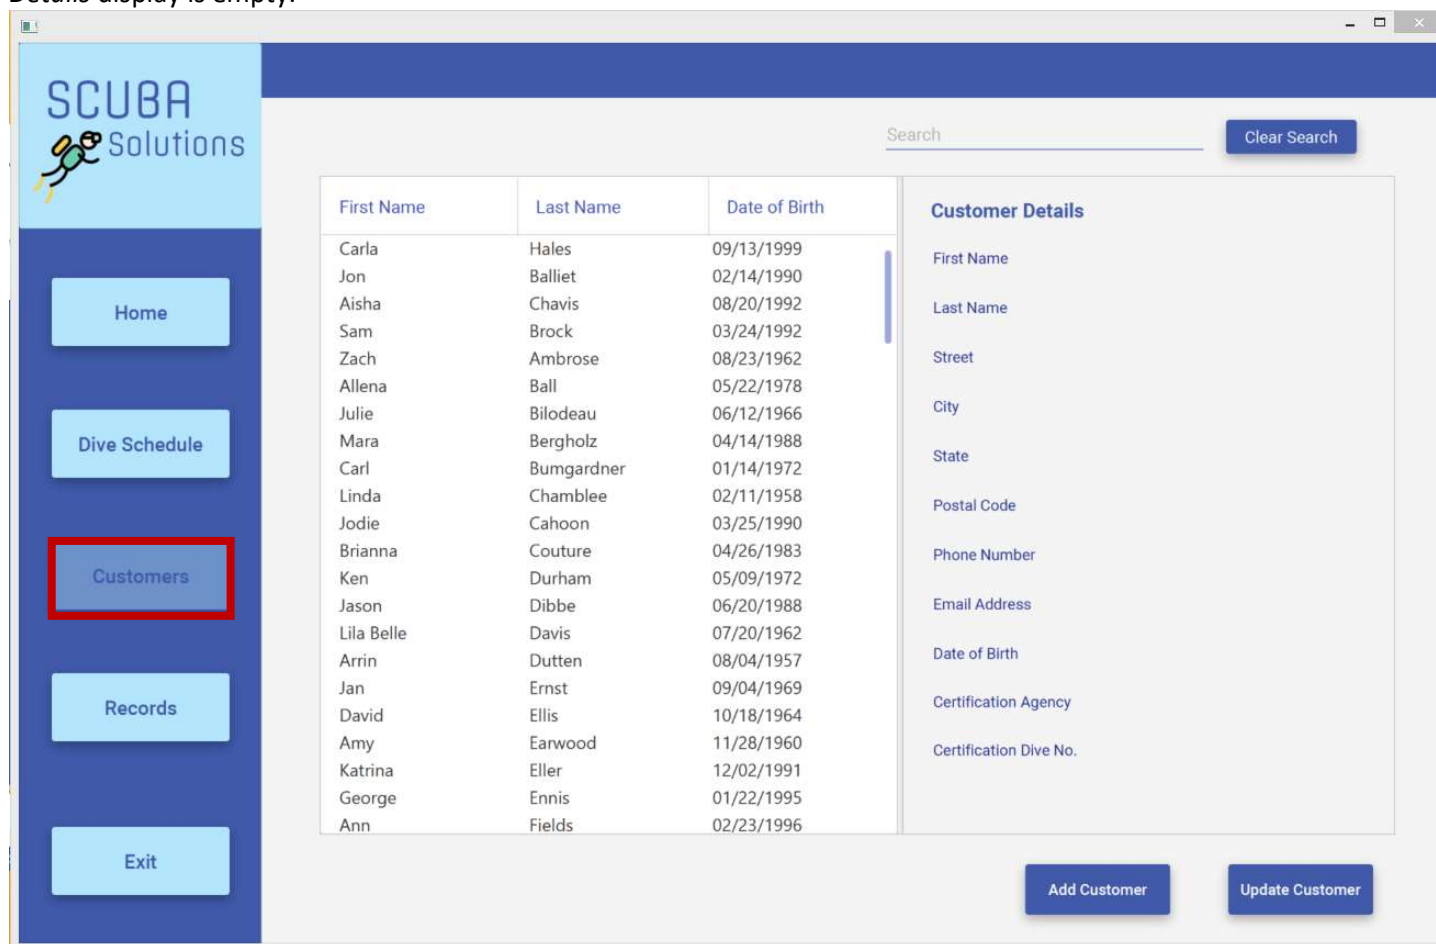 Details display is empty.
SCUBA
Solutions
Search
Clear Search
First Name Last Name Date of Birth
Carla Hales 09/13/1999
Jon Balliet 02/14/1990
Aisha Chavis 08/20/1992
Sam Brock 03/24/1992
Zach Ambrose 08/23/1962
Allena Ball 05/22/1978
Julie Bilodeau 06/12/1966
Mara Bergholz 04/14/1988
Carl Bumgardner 01/14/1972
Linda Chamblee 02/11/1958
Jodie Cahoon 03/25/1990
Brianna Couture 04/26/1983
Ken Durham 05/09/1972
Jason Dibbe 06/20/1988
Lila Belle Davis 07/20/1962
Arrin Dutten 08/04/1957
Jan Ernst 09/04/1969
David Ellis 10/18/1964
Amy Earwood 11/28/1960
Katrina Eller 12/02/1991
George Ennis 01/22/1995
Ann Fields 02/23/1996
Customer Details
First Name
Last Name
Street
City
State
Postal Code
Phone Number
Email Address
Date of Birth
Certification Agency
Certification Dive No.
Home
Dive Schedule
Customers
Records
Exit
Add Customer
Update Customer